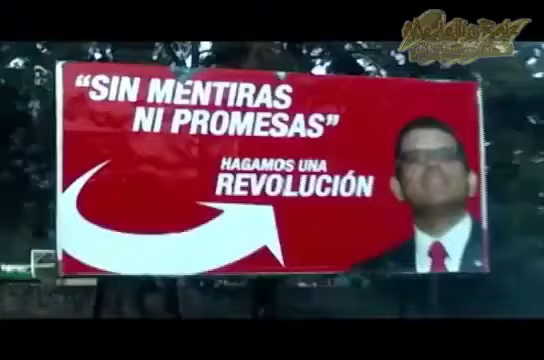 “SIN MENTIRAS
NI PROMESAS”
HAGAMOS UNA
REVOLUCIÓN